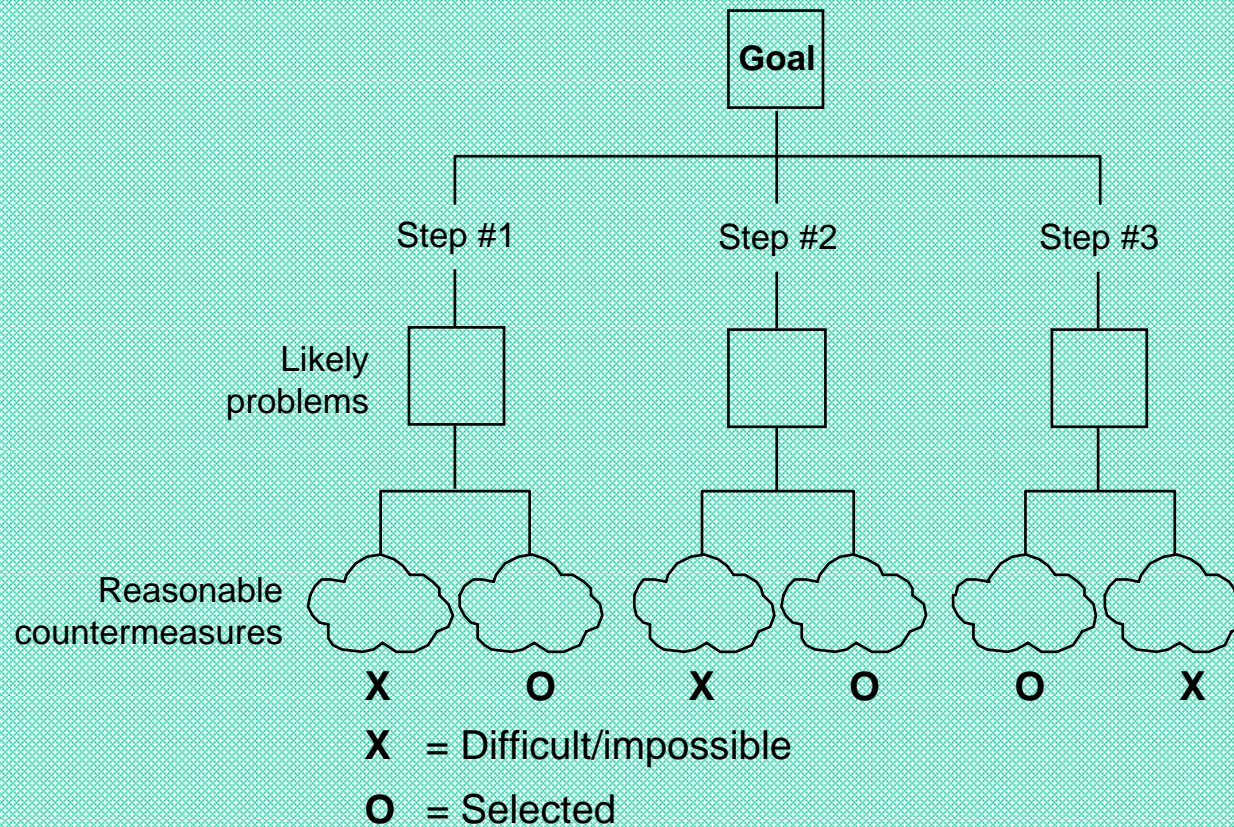 Goal
Step #1
Step #2
Step #3
Likely
problems
Reasonable
countermeasures
X O X O O X
X = Difficult/impossible
O = Selected